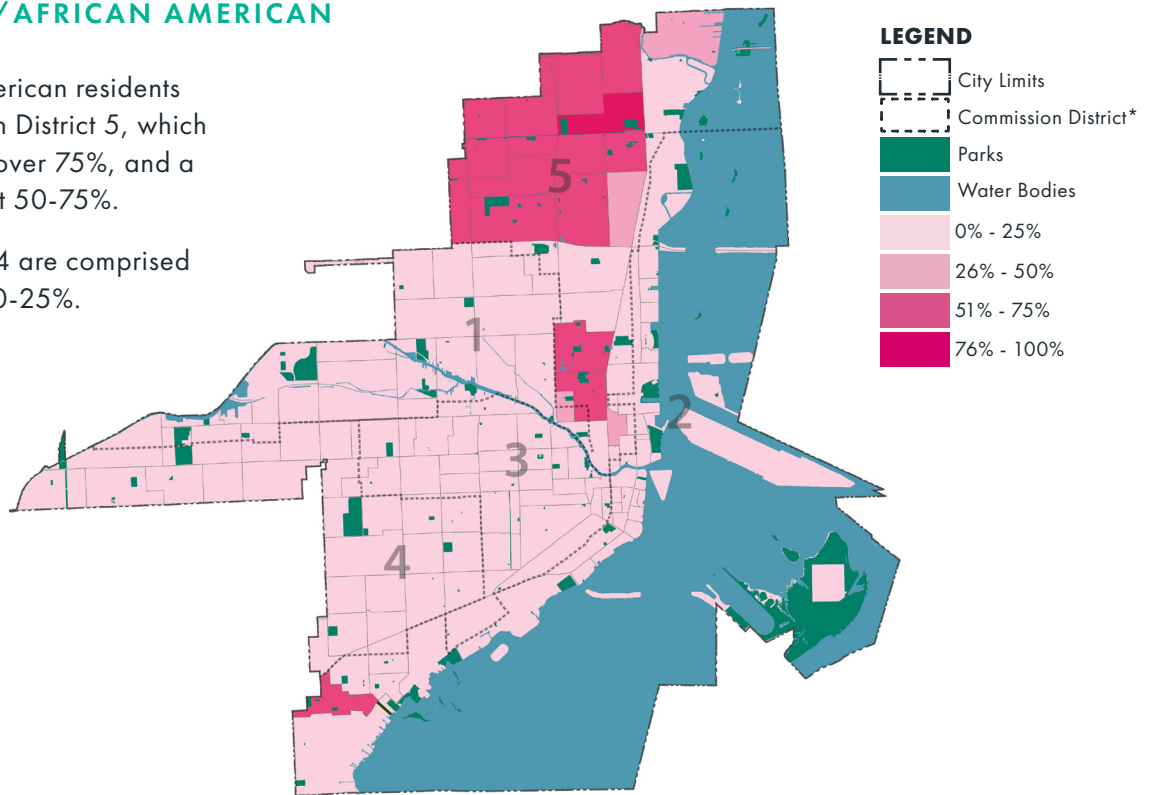 /AFRICAN AMERICAN
erican residents
n District 5, which
over 75%, and a
t 50-75%.
4 are comprised
0-25%.
LEGEND
City Limits
Commission District*
Parks
Water Bodies
0% - 25%
26% - 50%
51% - 75%
76% - 100%
5
1
2
3
4